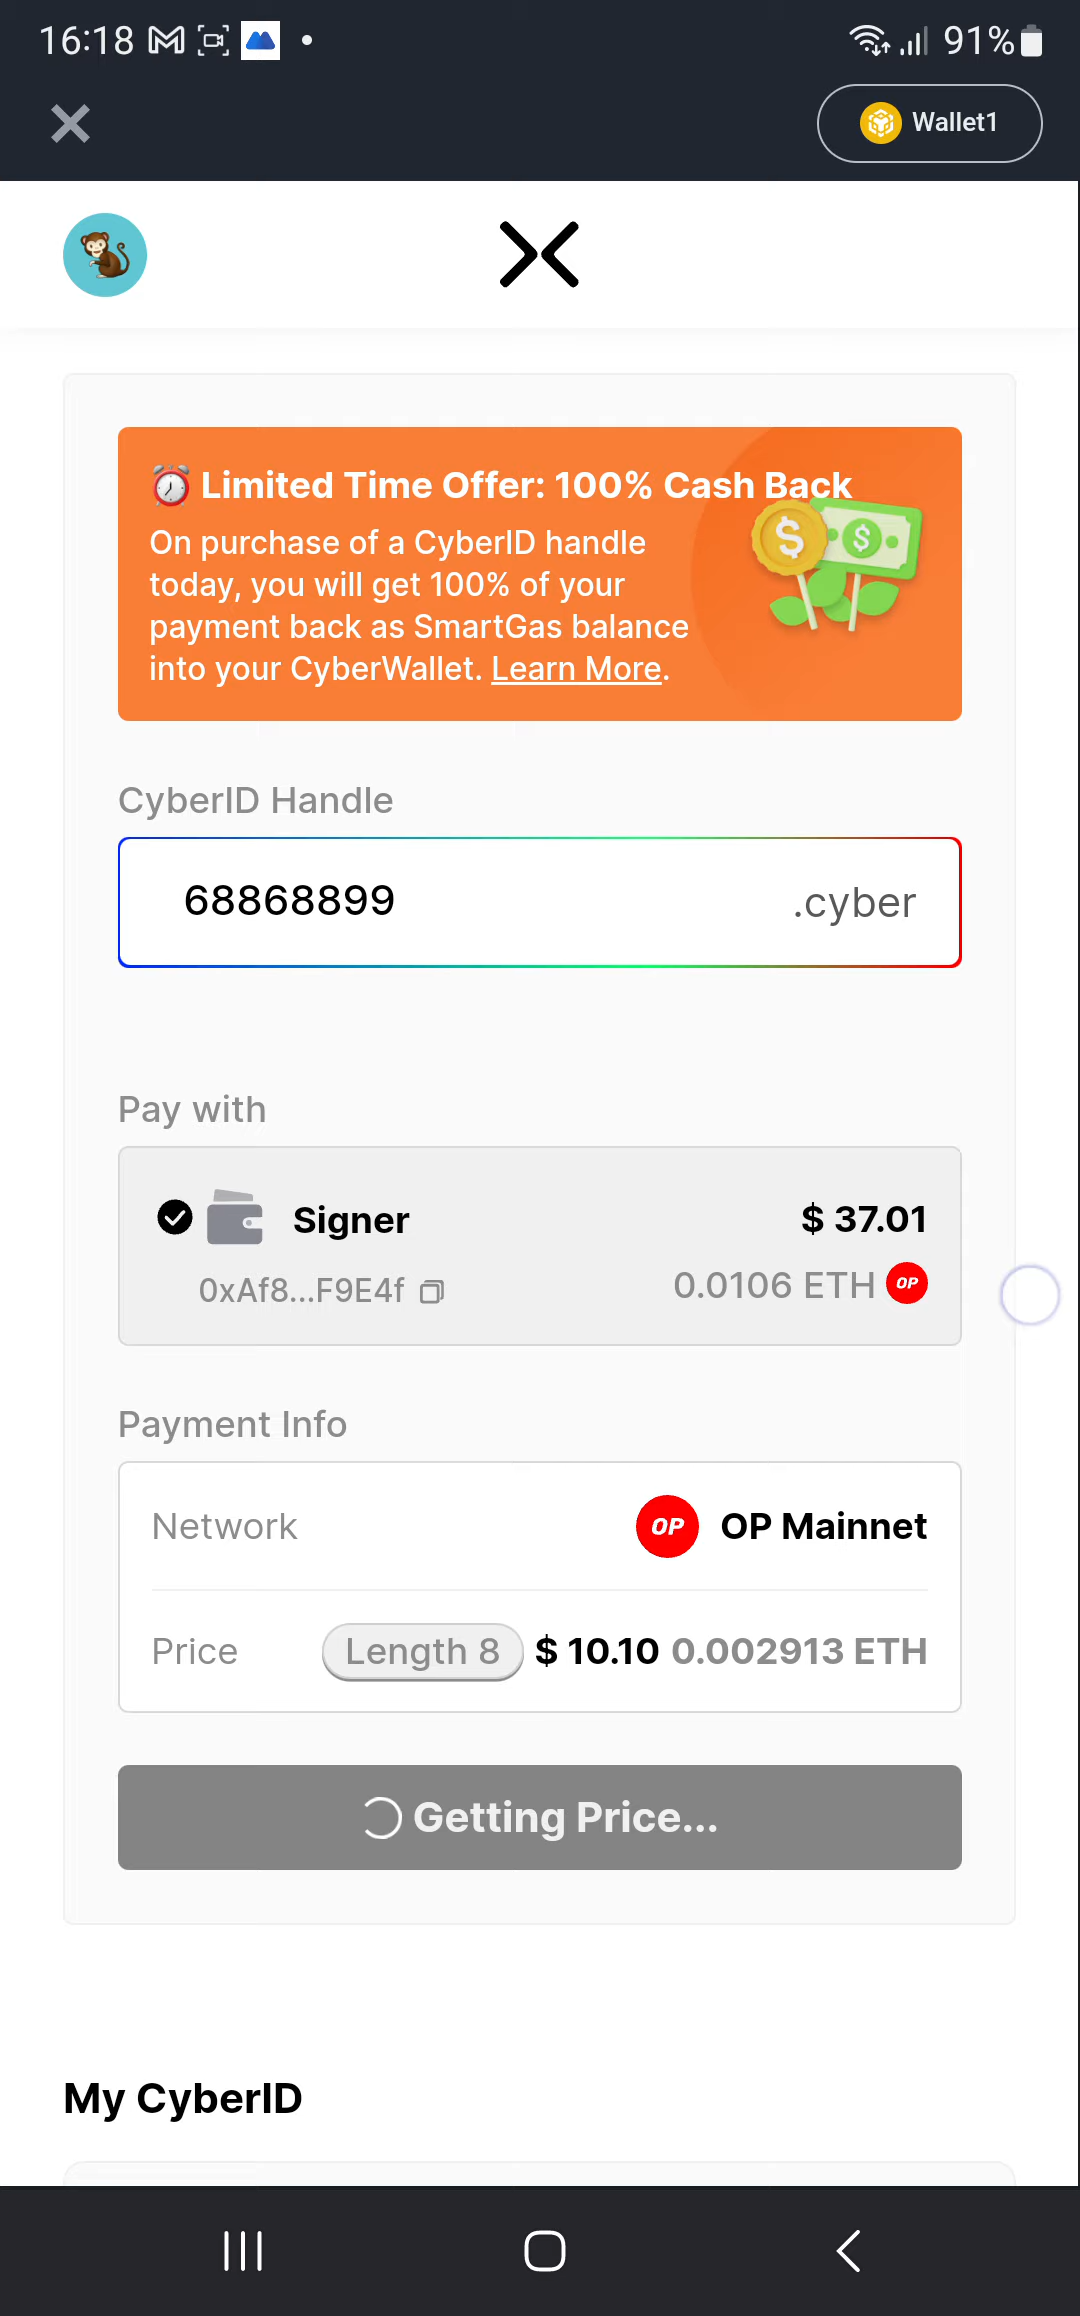 16:18
91%
Wallet1
Limited Time Offer: 100% Cash Back
On purchase of a CyberID handle
today, you will get 100% of your
payment back as SmartGas balance
into your CyberWallet. Learn More.
CyberID Handle
68868899 .cyber
Pay with
Signer $ 37.01
0xAf8...F9E4f 0.0106 ETH OP
Payment Info
Network OP OP Mainnet
Price Length 8 $ 10.10 0.002913 ETH
Getting Price...
My CyberID